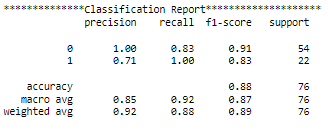 **************Classification Report********************
precision recall f1-score support
0 1.00 0.83 0.91 54
1 0.71 1.00 0.83 22
accuracy 0.88 76
macro avg 0.85 0.92 0.87 76
weighted avg 0.92 0.88 0.89 76